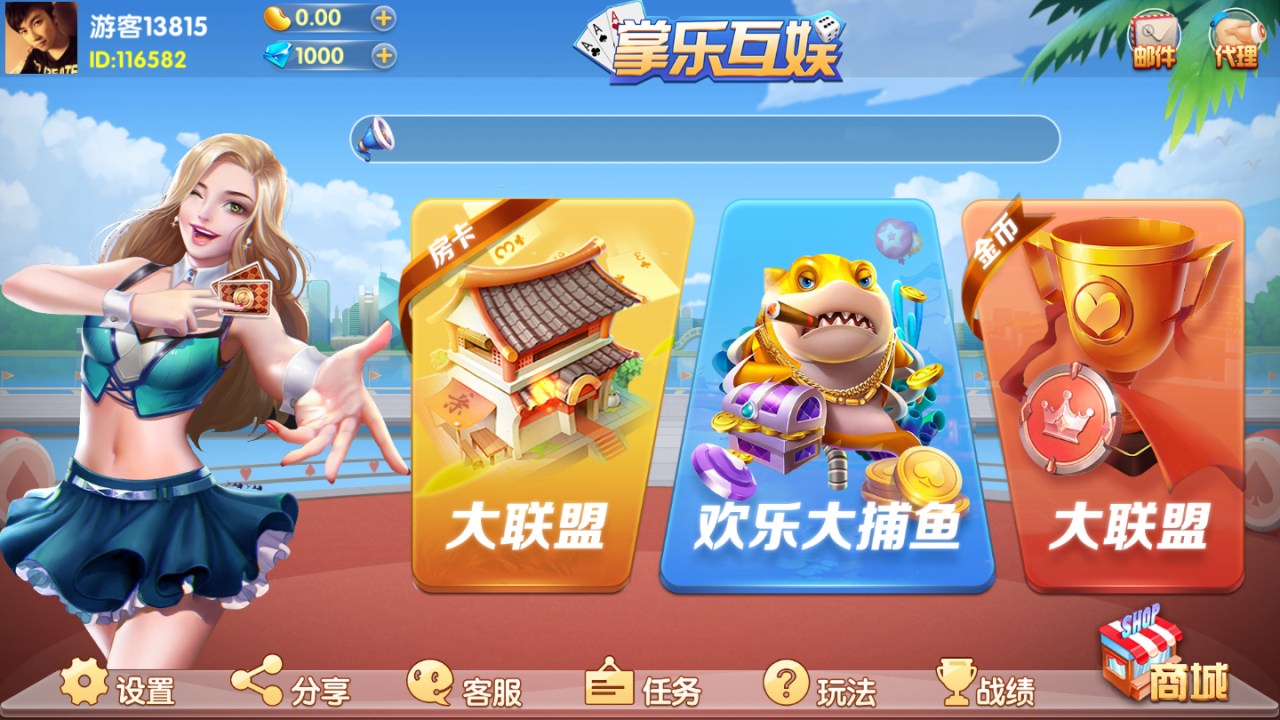 游客13815
ID:116582
0.00
1000
掌乐互娱
邮件
代理
房卡
大联盟
欢乐大捕鱼
金币
大联盟
SHOP
商城
设置
分享
客服
任务
玩法
战绩